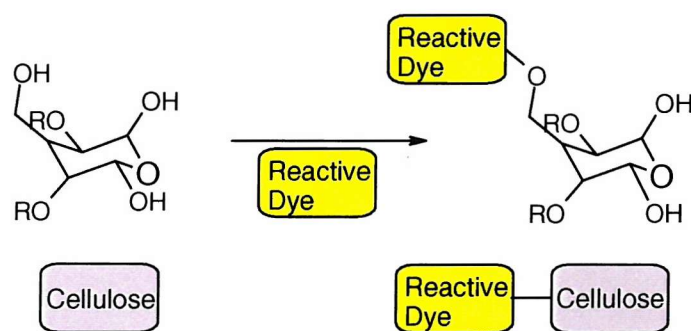 OH
OH
RO
O
OH
RO
Cellulose
Reactive
Dye
Reactive
Dye
O
OH
RO
O
RO
OH
Reactive
Dye
Cellulose